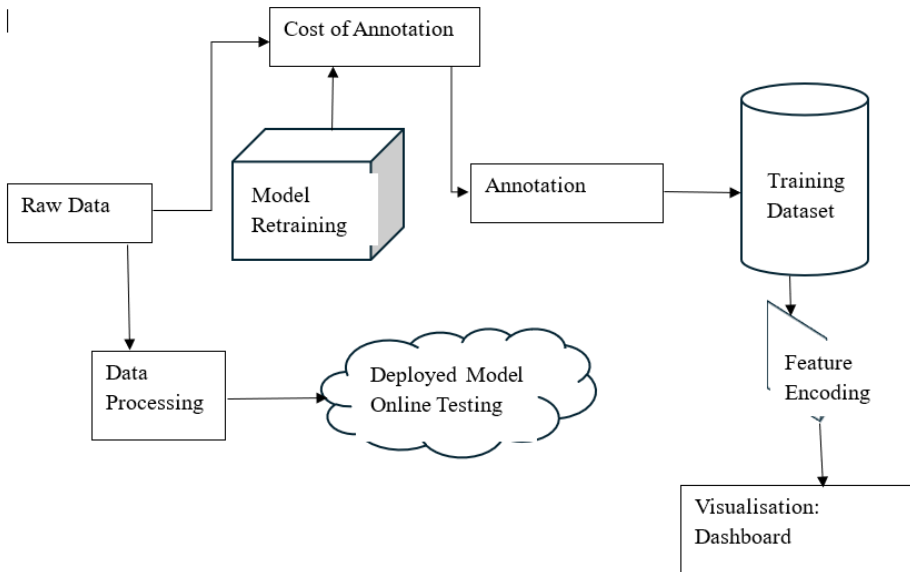 Cost of Annotation
Model
Retraining
Annotation
Training
Dataset
Raw Data
Data
Processing
Deployed Model
Online Testing
Feature
Encoding
Visualisation:
Dashboard